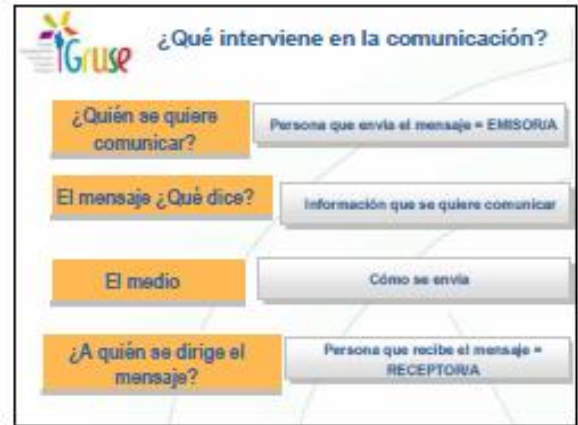 Gruse
¿Qué interviene en la comunicación?
¿Quién se quiere
comunicar?
Persona que envía el mensaje = EMISOR/A
El mensaje ¿Qué dice?
Información que se quiere comunicar
El medio
Cómo se envía
¿A quién se dirige el
mensaje?
Persona que recibe el mensaje =
RECEPTOR/A